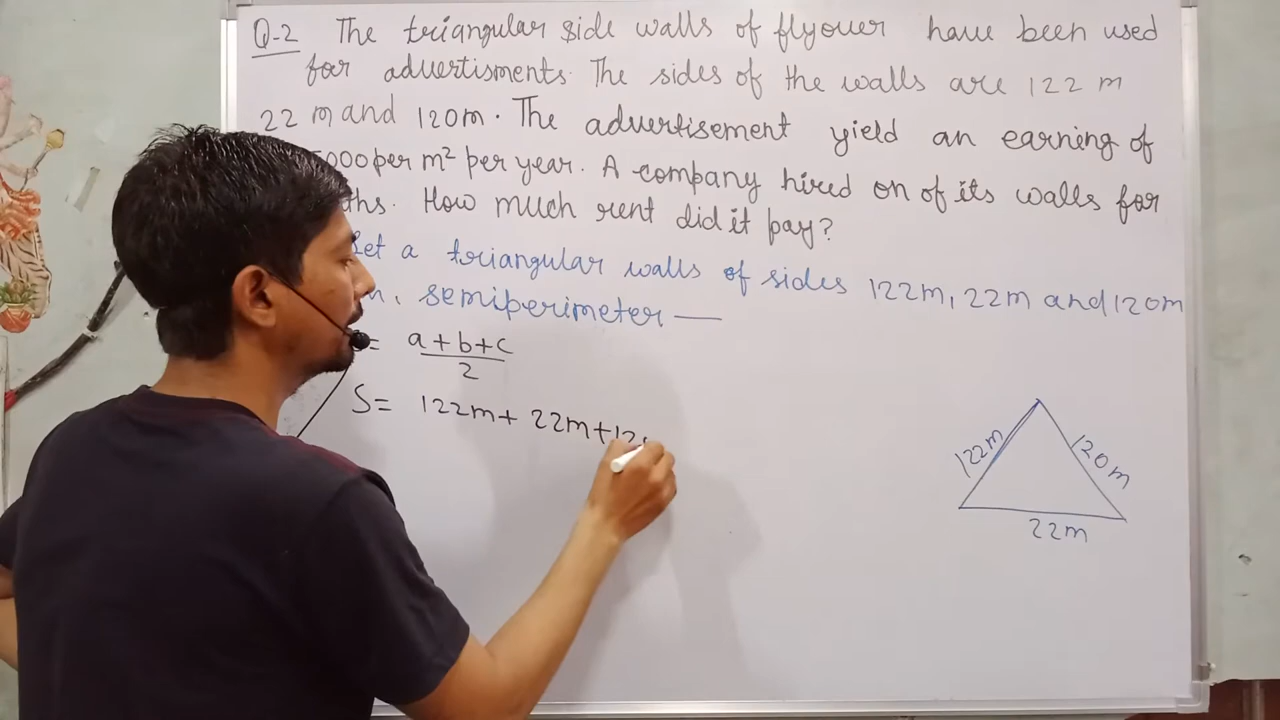 Q-2 The triangular side walls of flyover have been used
for advertisments. The sides of the walls are 122 m
22 m and 120m. The advertisement yield an earning of
5000 per m² per year. A company hired on of its walls for
ths. How much rent did it pay?
Let a triangular walls of sides 122m, 22m and 120m
semiperimeter —
= a+b+c
2
S= 122m+ 22m+12
122m
120m
22m